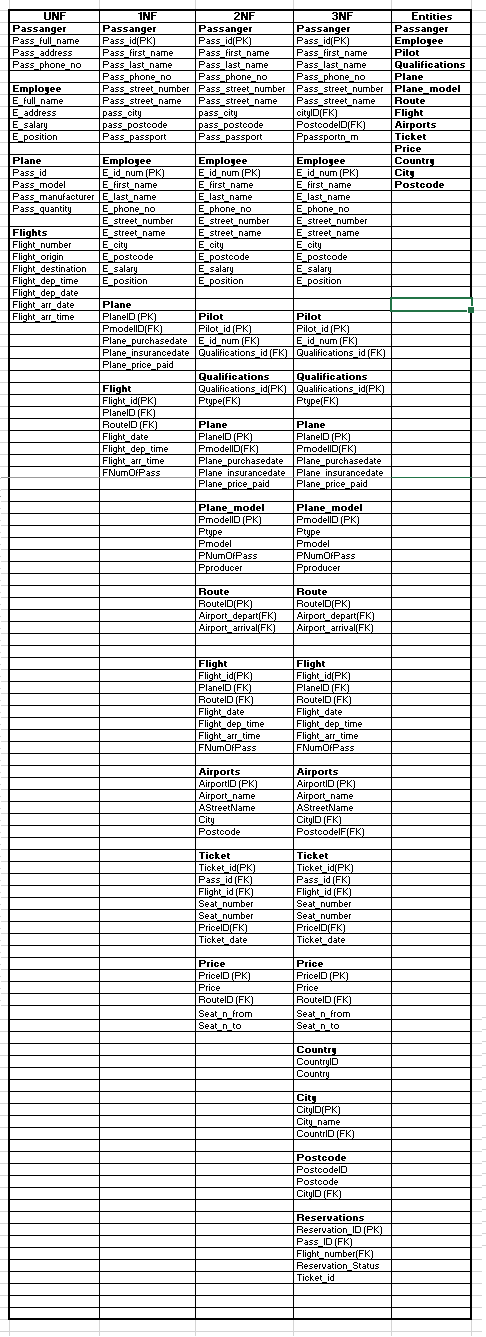 UNF 1NF 2NF 3NF Entities
Passanger Passanger Passanger Passanger Passanger
Pass_full_name Pass_id(PK) Pass_id(PK) Pass_id(PK) Employee
Pass_address Pass_first_name Pass_first_name Pass_first_name Pilot
Pass_phone_no Pass_last_name Pass_last_name Pass_last_name Qualifications
Pass_phone_no Pass_phone_no Pass_phone_no Plane
Employee Pass_street_number Pass_street_number Pass_street_number Plane_model
E_full_name Pass_street_name Pass_street_name Pass_street_name Route
E_address pass_city pass_city cityID(FK) Flight
E_salary pass_postcode pass_postcode PostcodeID(FK) Airports
E_position Pass_passport Pass_passport Ppassportn_m Ticket
Price
Plane Employee Employee Employee Country
Pass_id E_id_num (PK) E_id_num (PK) E_id_num (PK) City
Pass_model E_first_name E_first_name E_first_name Postcode
Pass_manufacturer E_last_name E_last_name E_last_name
Pass_quantity E_phone_no E_phone_no E_phone_no
E_street_number E_street_number E_street_number
Flights E_street_name E_street_name E_street_name
Flight_number E_city E_city E_city
Flight_origin E_postcode E_postcode E_postcode
Flight_destination E_salary E_salary E_salary
Flight_dep_time E_position E_position E_position
Flight_dep_date
Flight_arr_date Plane
Flight_arr_time PlaneID (PK) Pilot Pilot
PmodelID(FK) Pilot_id (PK) Pilot_id (PK)
Plane_purchasedate E_id_num (FK) E_id_num (FK)
Plane_insurancedate Qualifications_id (FK) Qualifications_id (FK)
Plane_price_paid
Qualifications Qualifications
Flight Qualifications_id(PK) Qualifications_id(PK)
Flight_id(PK) Ptype(FK) Ptype(FK)
PlaneID (FK)
RouteID (FK) Plane Plane
Flight_date PlaneID (PK) PlaneID (PK)
Flight_dep_time PmodelID(FK) PmodelID(FK)
Flight_arr_time Plane_purchasedate Plane_purchasedate
FNumOfPass Plane_insurancedate Plane_insurancedate
Plane_price_paid Plane_price_paid
Plane_model Plane_model
PmodelID (PK) PmodelID (PK)
Ptype Ptype
Pmodel Pmodel
PNumOfPass PNumOfPass
Pproducer Pproducer
Route Route
RouteID(PK) RouteID(PK)
Airport_depart(FK) Airport_depart(FK)
Airport_arrival(FK) Airport_arrival(FK)
Flight Flight
Flight_id(PK) Flight_id(PK)
PlaneID (FK) PlaneID (FK)
RouteID (FK) RouteID (FK)
Flight_date Flight_date
Flight_dep_time Flight_dep_time
Flight_arr_time Flight_arr_time
FNumOfPass FNumOfPass
Airports Airports
AirportID (PK) AirportID (PK)
Airport_name Airport_name
AStreetName AStreetName
City CityID (FK)
Postcode PostcodeIF(FK)
Ticket Ticket
Ticket_id(PK) Ticket_id(PK)
Pass_id (FK) Pass_id (FK)
Flight_id (FK) Flight_id (FK)
Seat_number Seat_number
Seat_number Seat_number
PriceID(FK) PriceID(FK)
Ticket_date Ticket_date
Price Price
PriceID (PK) PriceID (PK)
Price Price
RouteID (FK) RouteID (FK)
Seat_n_from Seat_n_from
Seat_n_to Seat_n_to
Country
CountryID
Country
City
CityID(PK)
City_name
CountrID (FK)
Postcode
PostcodeID
Postcode
CityID (FK)
Reservations
Reservation_ID (PK)
Pass_ID (FK)
Flight_number(FK)
Reservation_Status
Ticket_id